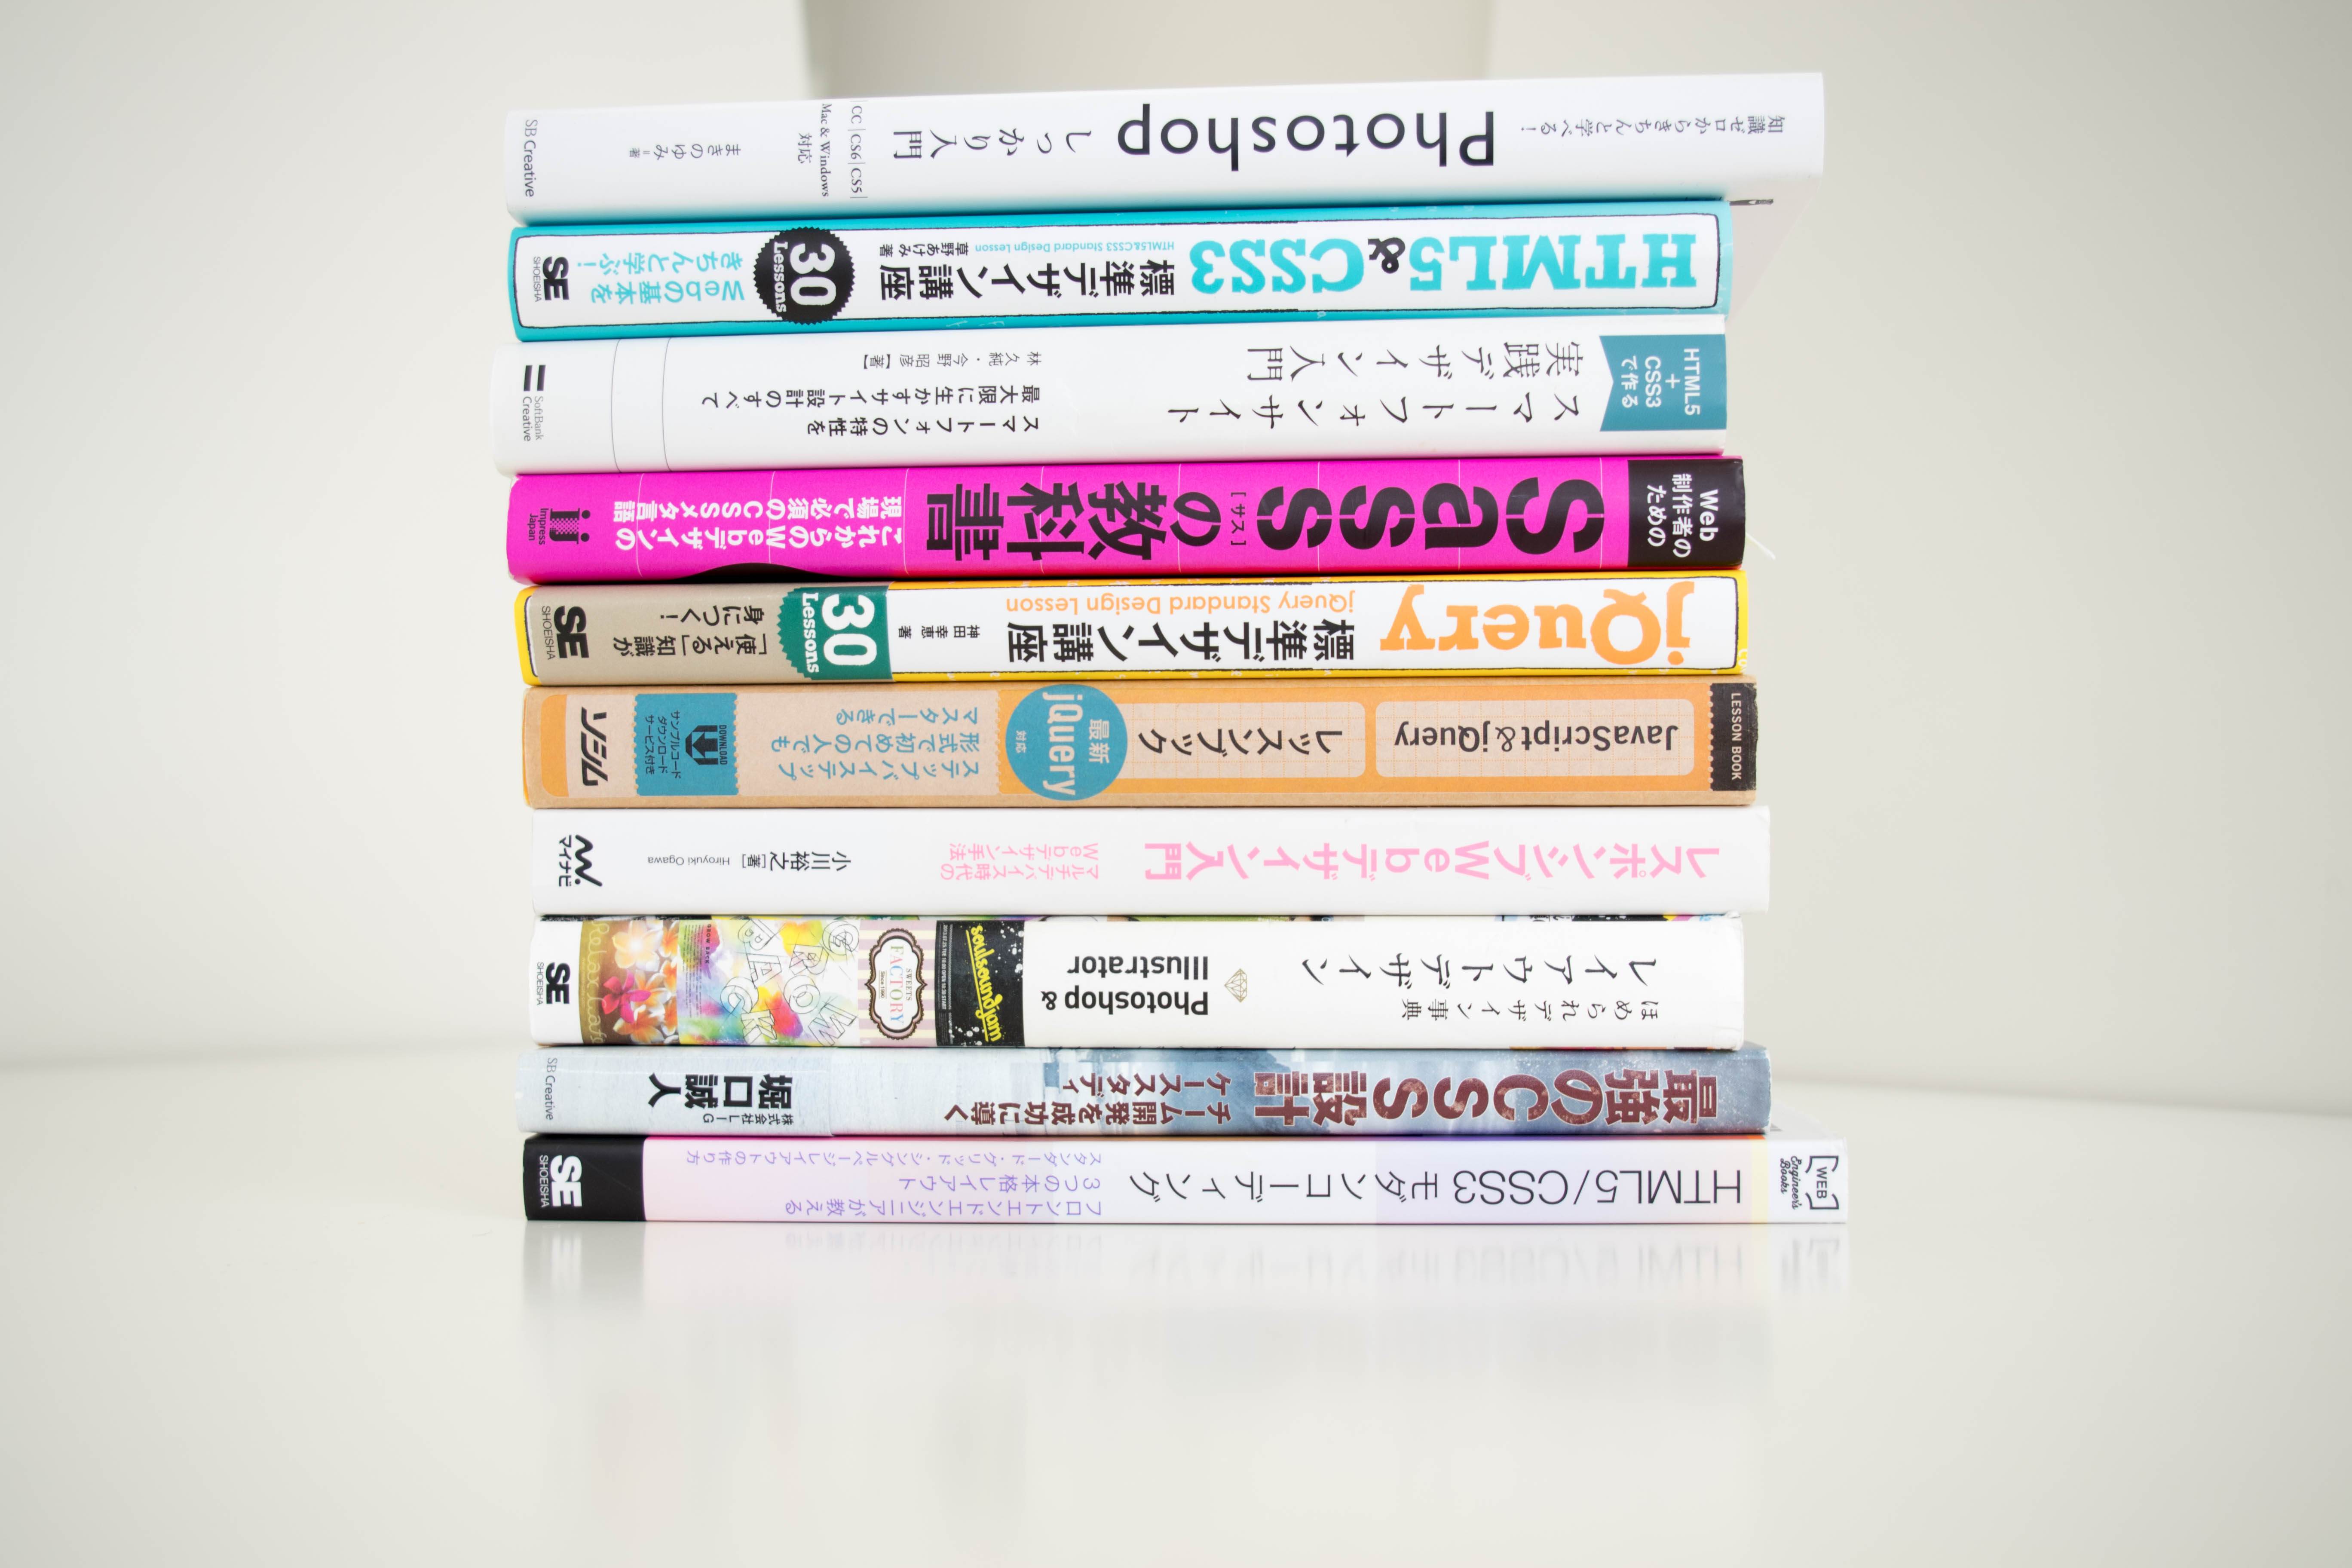 知識ゼロからきちんと学べる!
Photoshop
しっかり入門
CC | CS6 | CS5 |
Mac & Windows
対応
まきのゆみ=著
SB Creative
HTML5&CSS3
標準デザイン講座
HTML5&CSS3 Standard Design Lesson
草野あけみ 著
30
Lessons
Webの基本を
きちんと学ぶ!
SE
SHOEISHA
HTML5
+
CSS3
で作る
スマートフォンサイト
実践デザイン入門
スマートフォンの特性を
最大限に生かすサイト設計のすべて
林 久純・今野 昭彦【著】
SoftBank
Creative
Web
制作者の
ための
Sass
[サス]
の教科書
これからのWebデザインの
現場で必須のCSSメタ言語
Impress
Japan
jQuery
標準デザイン講座
jQuery Standard Design Lesson
神田 幸恵 著
30
Lessons
「使える」知識が
身につく!
SE
SHOEISHA
LESSON BOOK
JavaScript&jQuery
レッスンブック
最新
jQuery
対応
ステップバイステップ
形式で初めての人でも
マスターできる
DOWNLOAD
サンプルコード
ダウンロード
サービス付き
ソシム
レスポンシブWebデザイン入門
マルチデバイス時代の
Webデザイン手法
小川裕之[著] Hiroyuki Ogawa
マイナビ
ほめられデザイン事典
レイアウトデザイン
Photoshop &
Illustrator
soulsoundjam
SWEETS
FACTORY
Since 1986
Relax Cafe
SE
SHOEISHA
最強のCSS設計
チーム開発を成功に導く
ケーススタディ
株式会社LIG
堀口誠人
SB Creative
WEB
Engineer's
Books
HTML5/CSS3 モダンコーディング
フロントエンドエンジニアが教える
3つの本格レイアウト
スタンダード・グリッド・シングルページレイアウトの作り方
SE
SHOEISHA